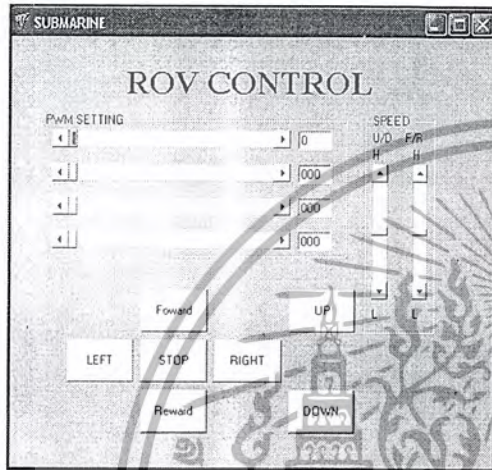 SUBMARINE
ROV CONTROL
PWM SETTING
SPEED
U/D F/R
H H
0
000
000
000
L L
Foward
UP
LEFT STOP RIGHT
Reward
DOWN